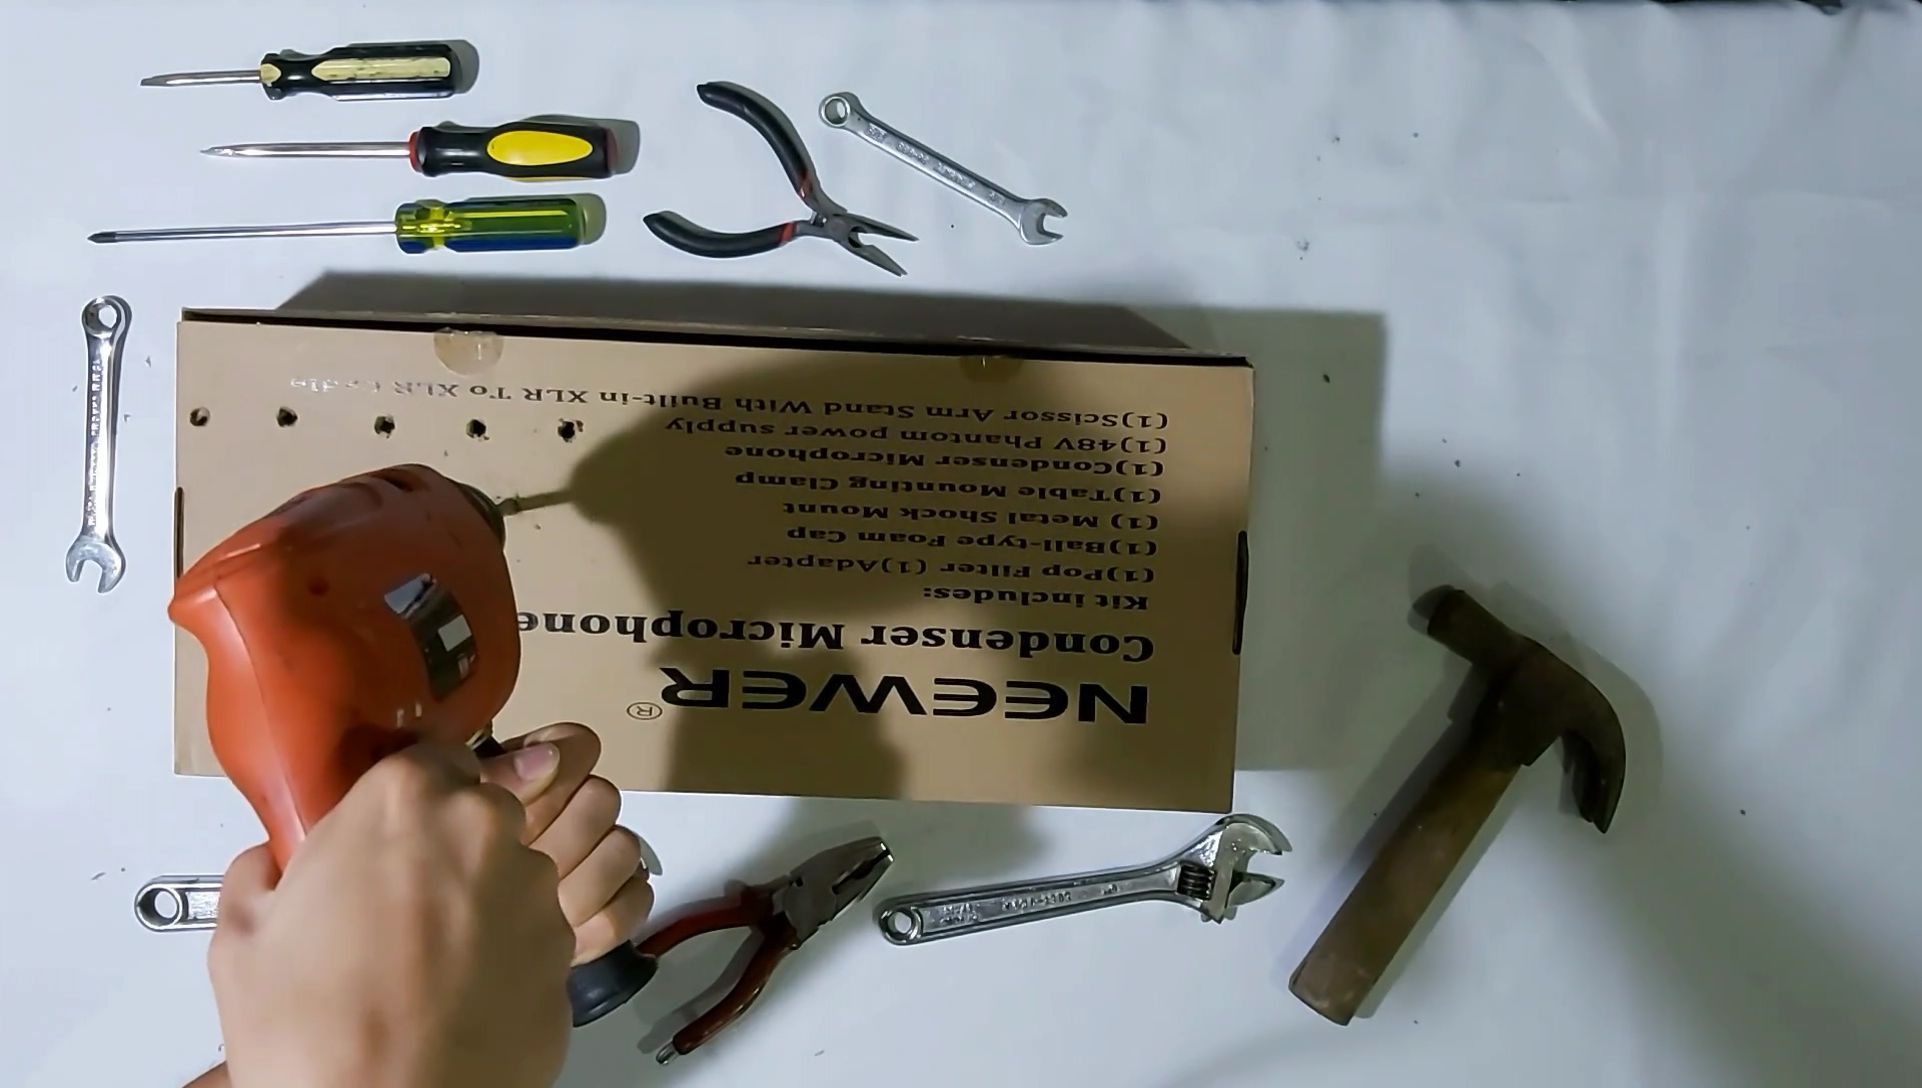 NEEWER®
Condenser Microphone
Kit includes:
(1)Pop Filter (1)Adapter
(1)Ball-type Foam Cap
(1) Metal Shock Mount
(1)Table Mounting Clamp
(1)Condenser Microphone
(1)48V Phantom power supply
(1)Scissor Arm Stand With Built-in XLR To XLR Cable